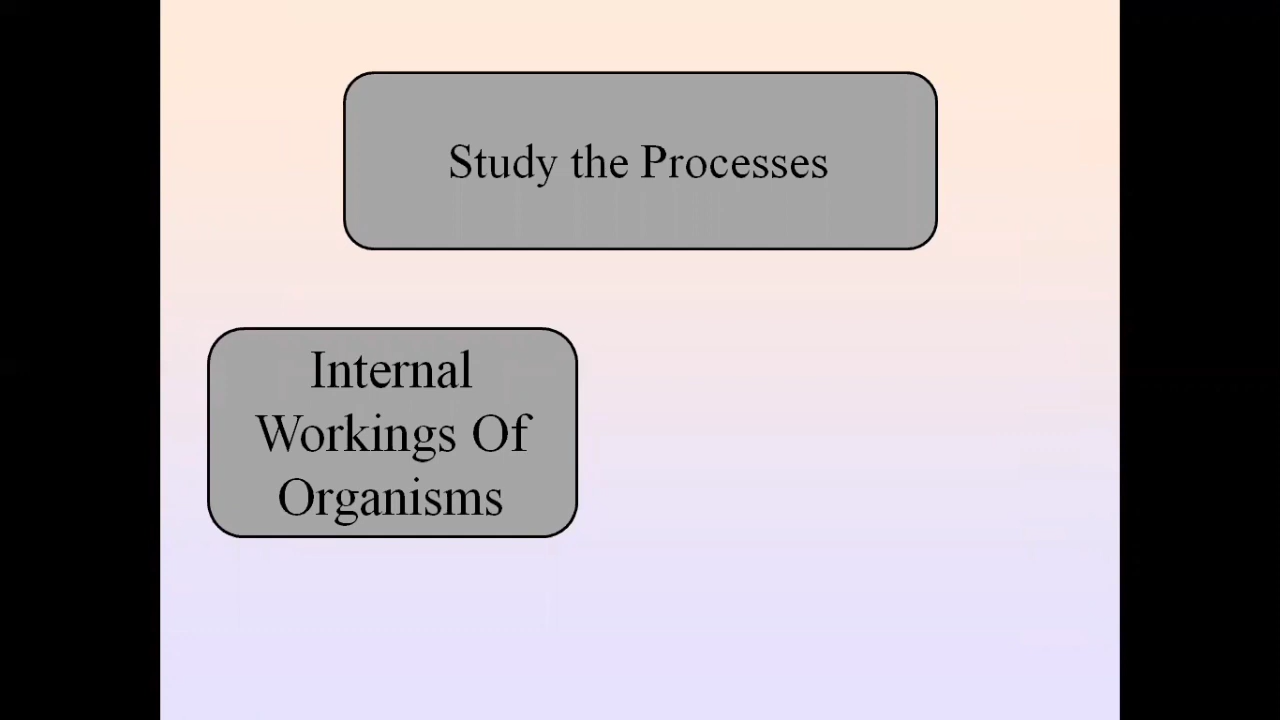 Study the Processes
Internal
Workings Of
Organisms